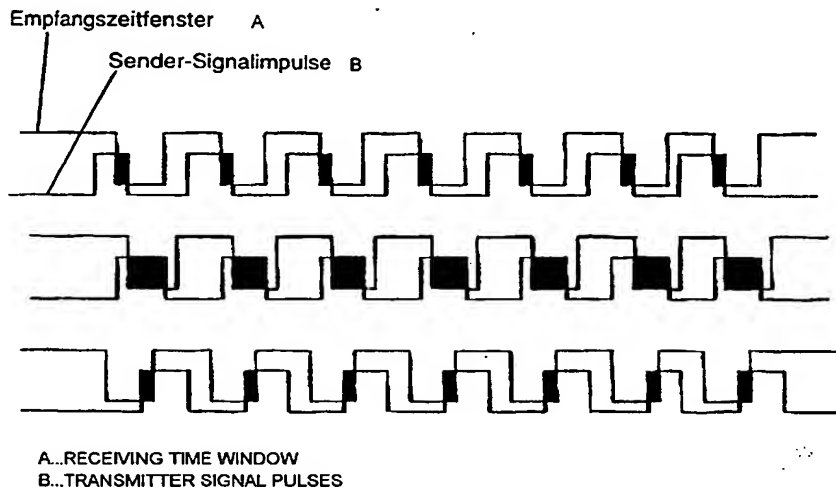 Empfangszeitfenster A
Sender-Signalimpulse B
A...RECEIVING TIME WINDOW
B...TRANSMITTER SIGNAL PULSES